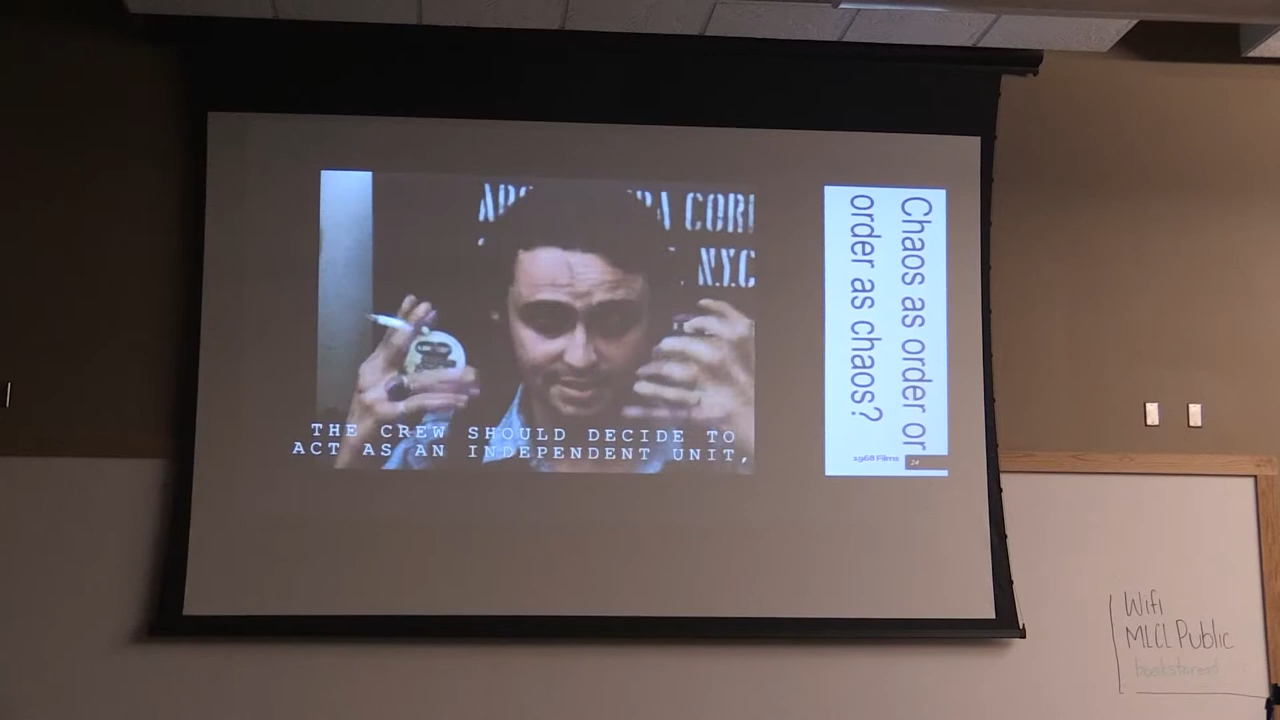 CORP
N.Y.C
THE CREW SHOULD DECIDE TO
ACT AS AN INDEPENDENT UNIT,
Chaos as order or
order as chaos?
1968 Films
24
Wifi
MLCL Public